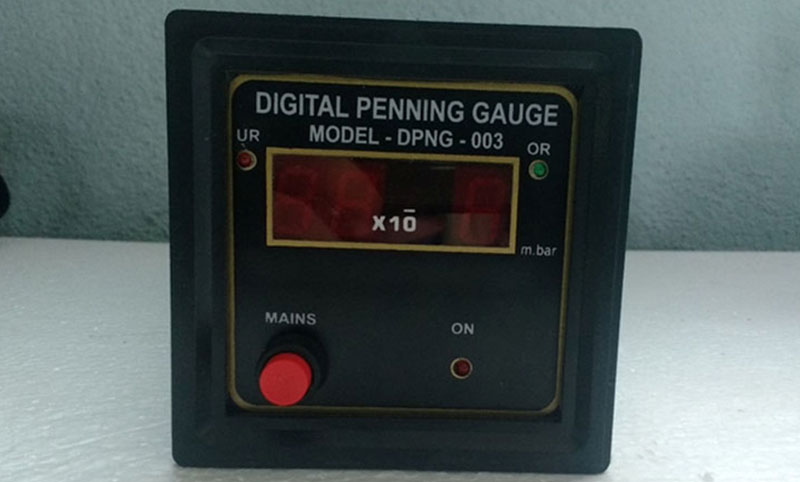 DIGITAL PENNING GAUGE
MODEL - DPNG - 003
UR
OR
X10̄
m.bar
MAINS
ON